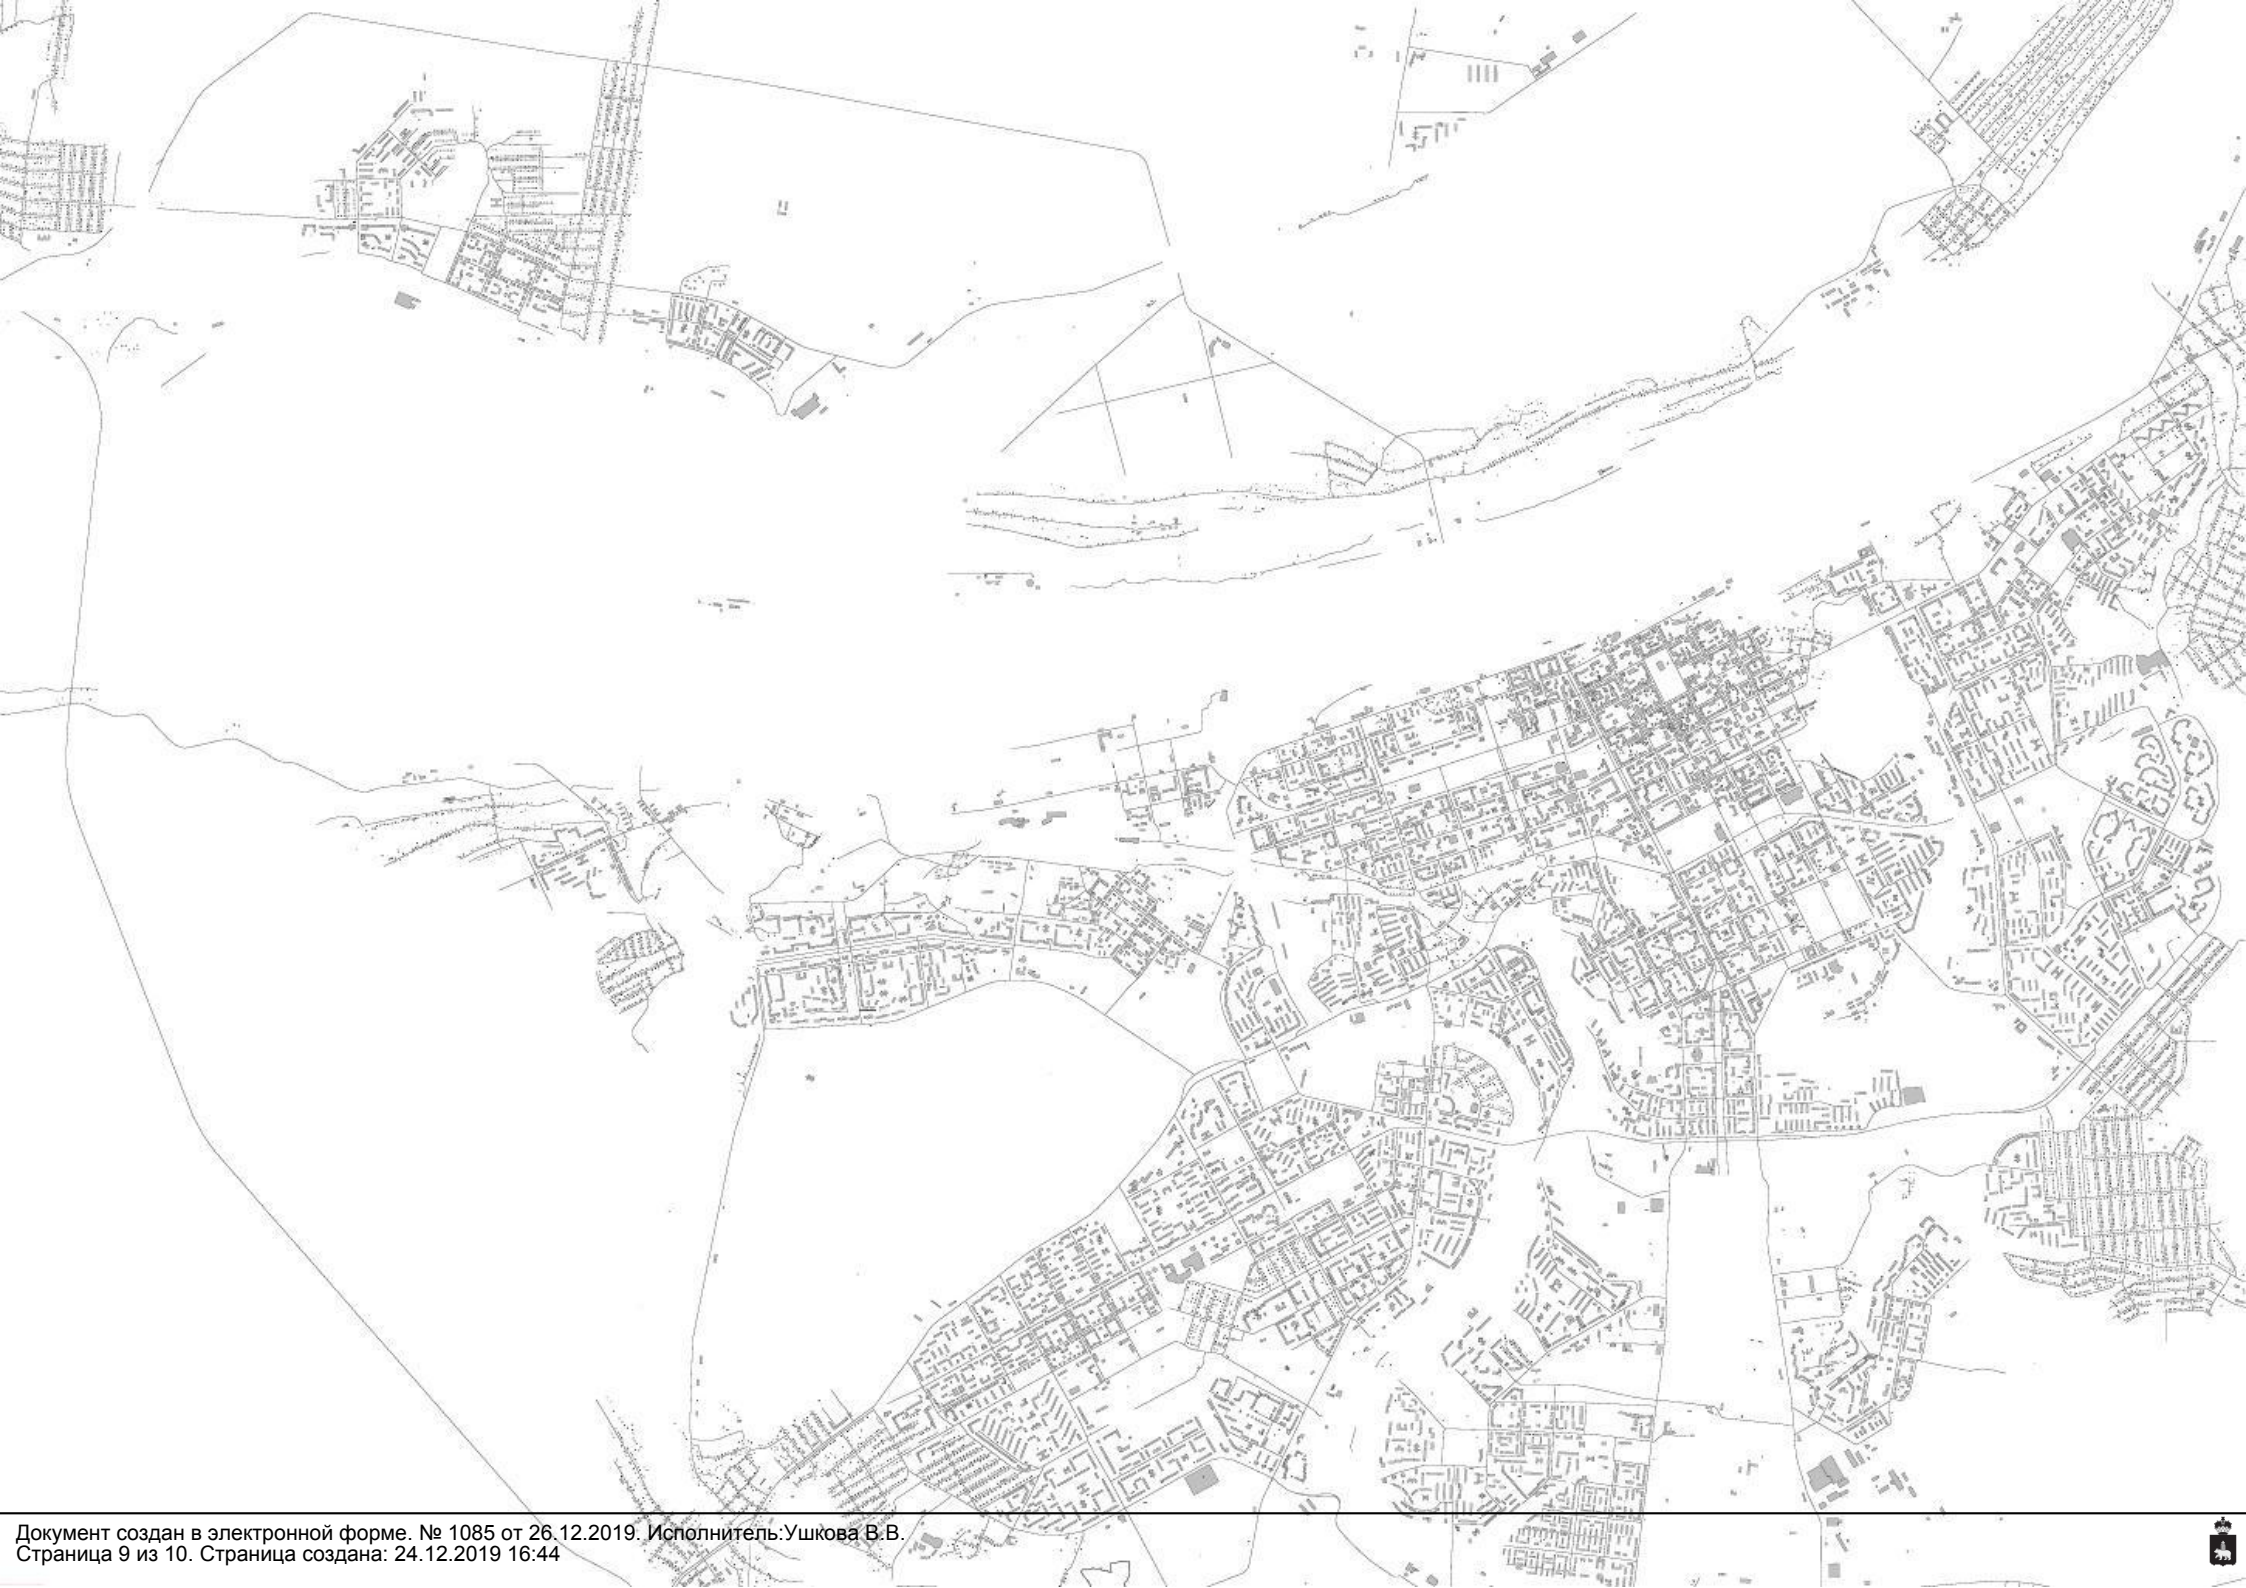 Документ создан в электронной форме. № 1085 от 26.12.2019. Исполнитель:Ушкова В.В.
Страница 9 из 10. Страница создана: 24.12.2019 16:44